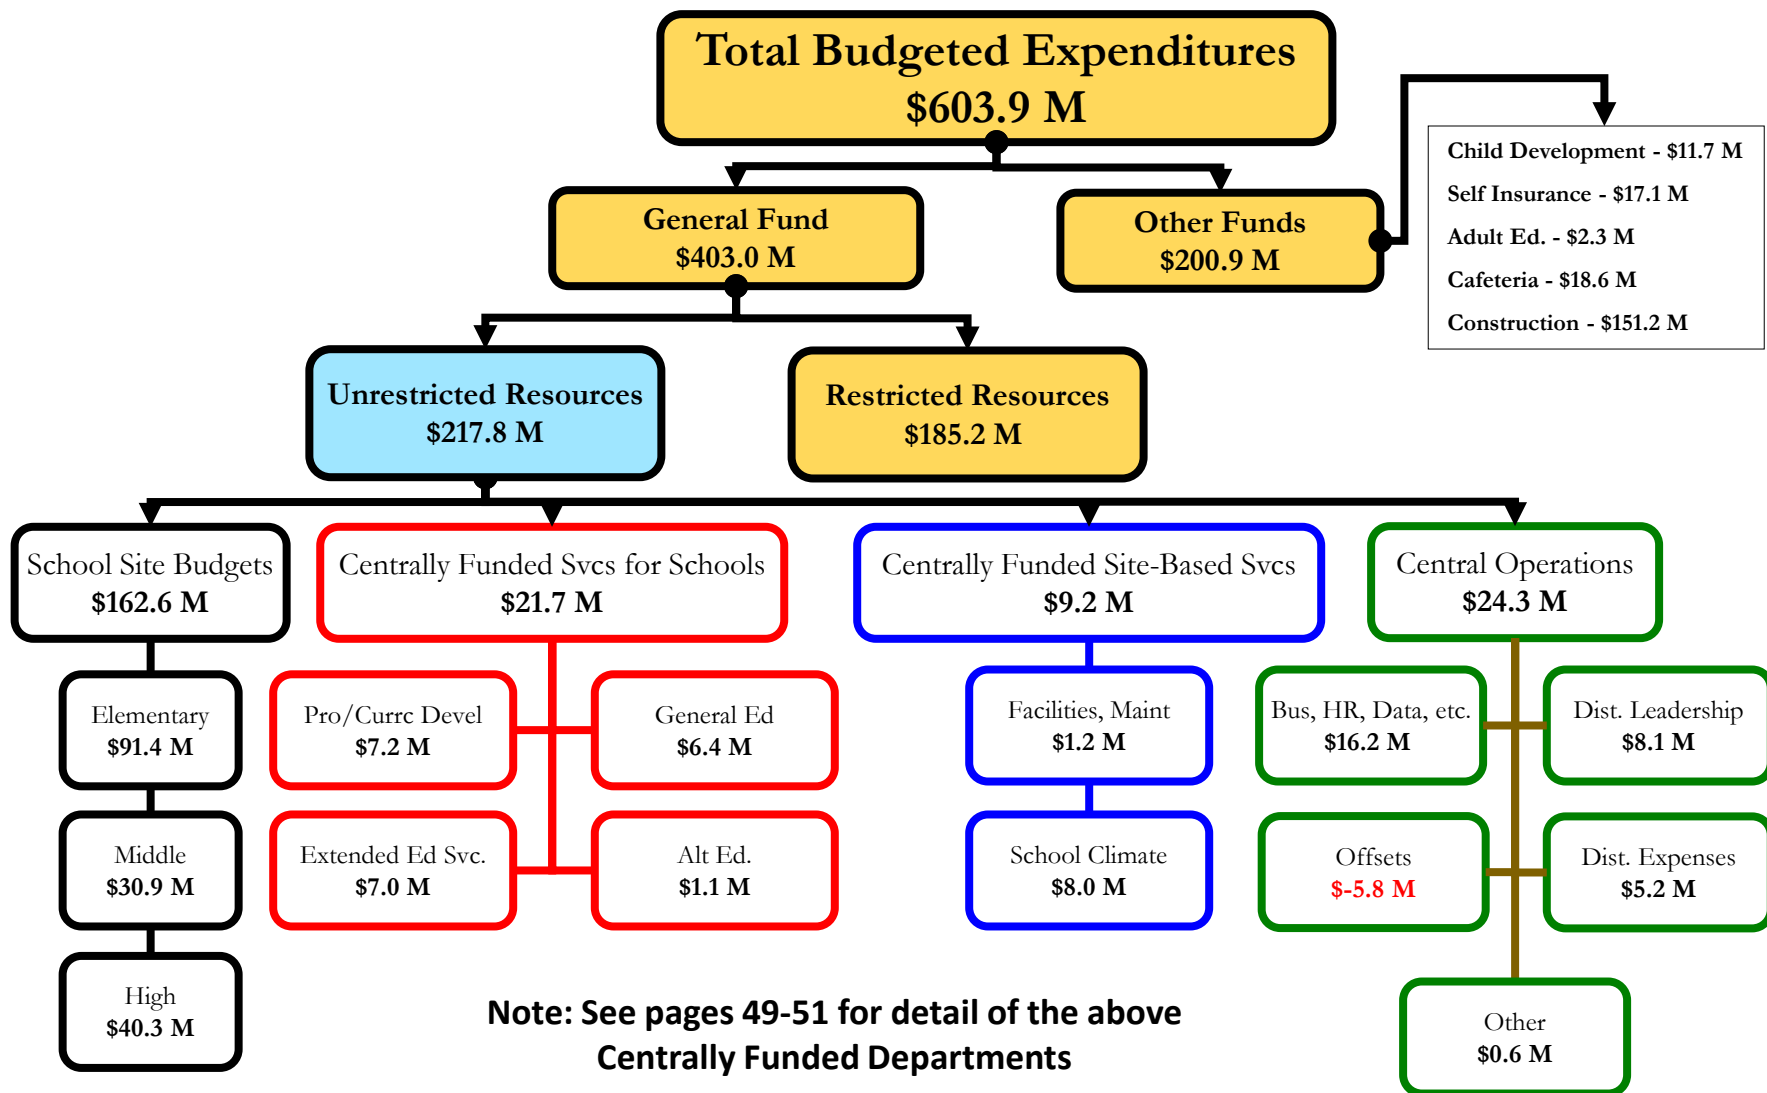 Total Budgeted Expenditures
$603.9 M
General Fund
$403.0 M
Other Funds
$200.9 M
Child Development - $11.7 M
Self Insurance - $17.1 M
Adult Ed. - $2.3 M
Cafeteria - $18.6 M
Construction - $151.2 M
Unrestricted Resources
$217.8 M
Restricted Resources
$185.2 M
School Site Budgets
$162.6 M
Centrally Funded Svcs for Schools
$21.7 M
Centrally Funded Site-Based Svcs
$9.2 M
Central Operations
$24.3 M
Elementary
$91.4 M
Middle
$30.9 M
High
$40.3 M
Pro/Currc Devel
$7.2 M
General Ed
$6.4 M
Extended Ed Svc.
$7.0 M
Alt Ed.
$1.1 M
Facilities, Maint
$1.2 M
School Climate
$8.0 M
Bus, HR, Data, etc.
$16.2 M
Dist. Leadership
$8.1 M
Offsets
$-5.8 M
Dist. Expenses
$5.2 M
Other
$0.6 M
Note: See pages 49-51 for detail of the above
Centrally Funded Departments